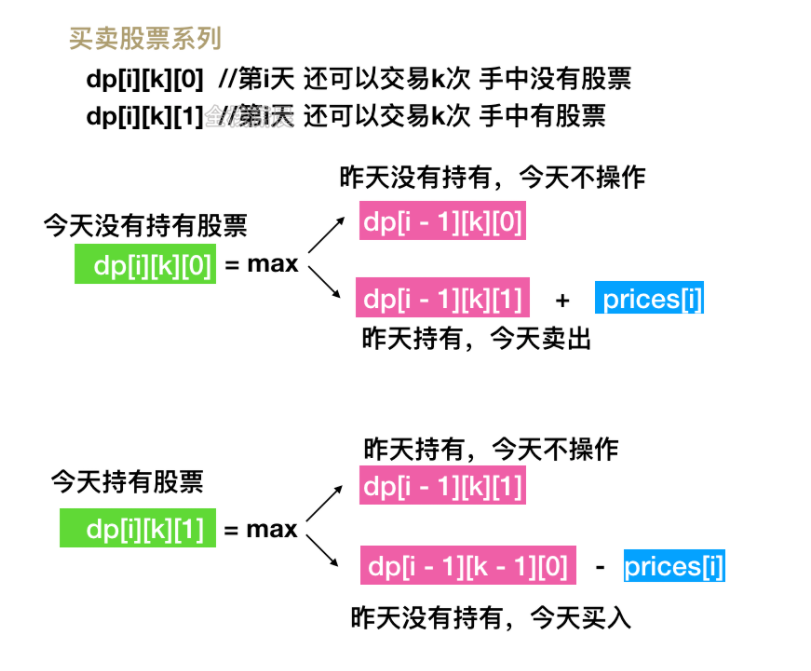 买卖股票系列
dp[i][k][0] //第i天 还可以交易k次 手中没有股票
dp[i][k][1] //第i天 还可以交易k次 手中有股票
昨天没有持有，今天不操作
今天没有持有股票
dp[i - 1][k][0]
dp[i][k][0] = max
dp[i - 1][k][1] + prices[i]
昨天持有，今天卖出
昨天持有，今天不操作
今天持有股票
dp[i - 1][k][1]
dp[i][k][1] = max
dp[i - 1][k - 1][0] - prices[i]
昨天没有持有，今天买入